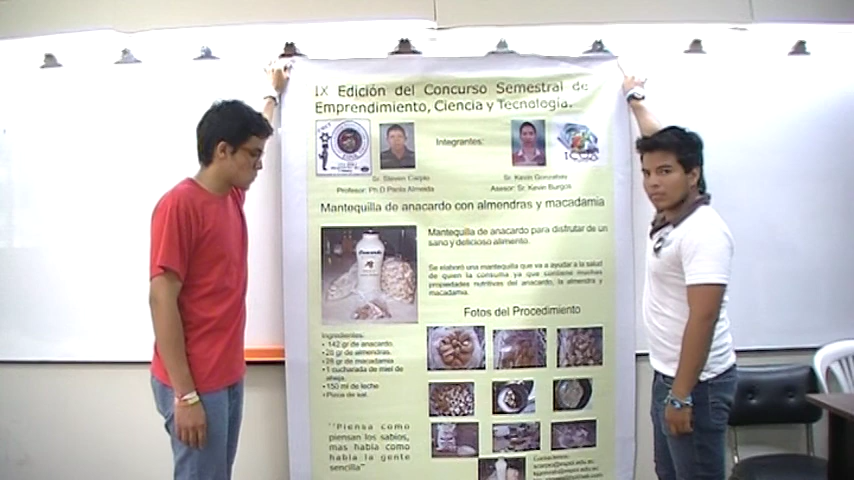 IX Edición del Concurso Semestral de
Emprendimiento, Ciencia y Tecnología.
Integrantes:
Sr. Steven Carpio
Sr. Kevin Gonzabay
Profesor: Ph.D Paola Almeida
Asesor: Sr. Kevin Burgos
Mantequilla de anacardo con almendras y macadamia
Mantequilla de anacardo para disfrutar de un
sano y delicioso alimento.
Se elaboró una mantequilla que va a ayudar a la salud
de quien la consuma ya que contiene muchas
propiedades nutritivas del anacardo, la almendra y
macadamia.
Fotos del Procedimiento
Ingredientes:
• 142 gr de anacardo.
• 28 gr de almendras.
• 28 gr de macadamia
• 1 cucharada de miel de
abeja.
• 150 ml de leche
• Pizca de sal.
''Piensa como
piensan los sabios,
mas habla como
habla la gente
sencilla"